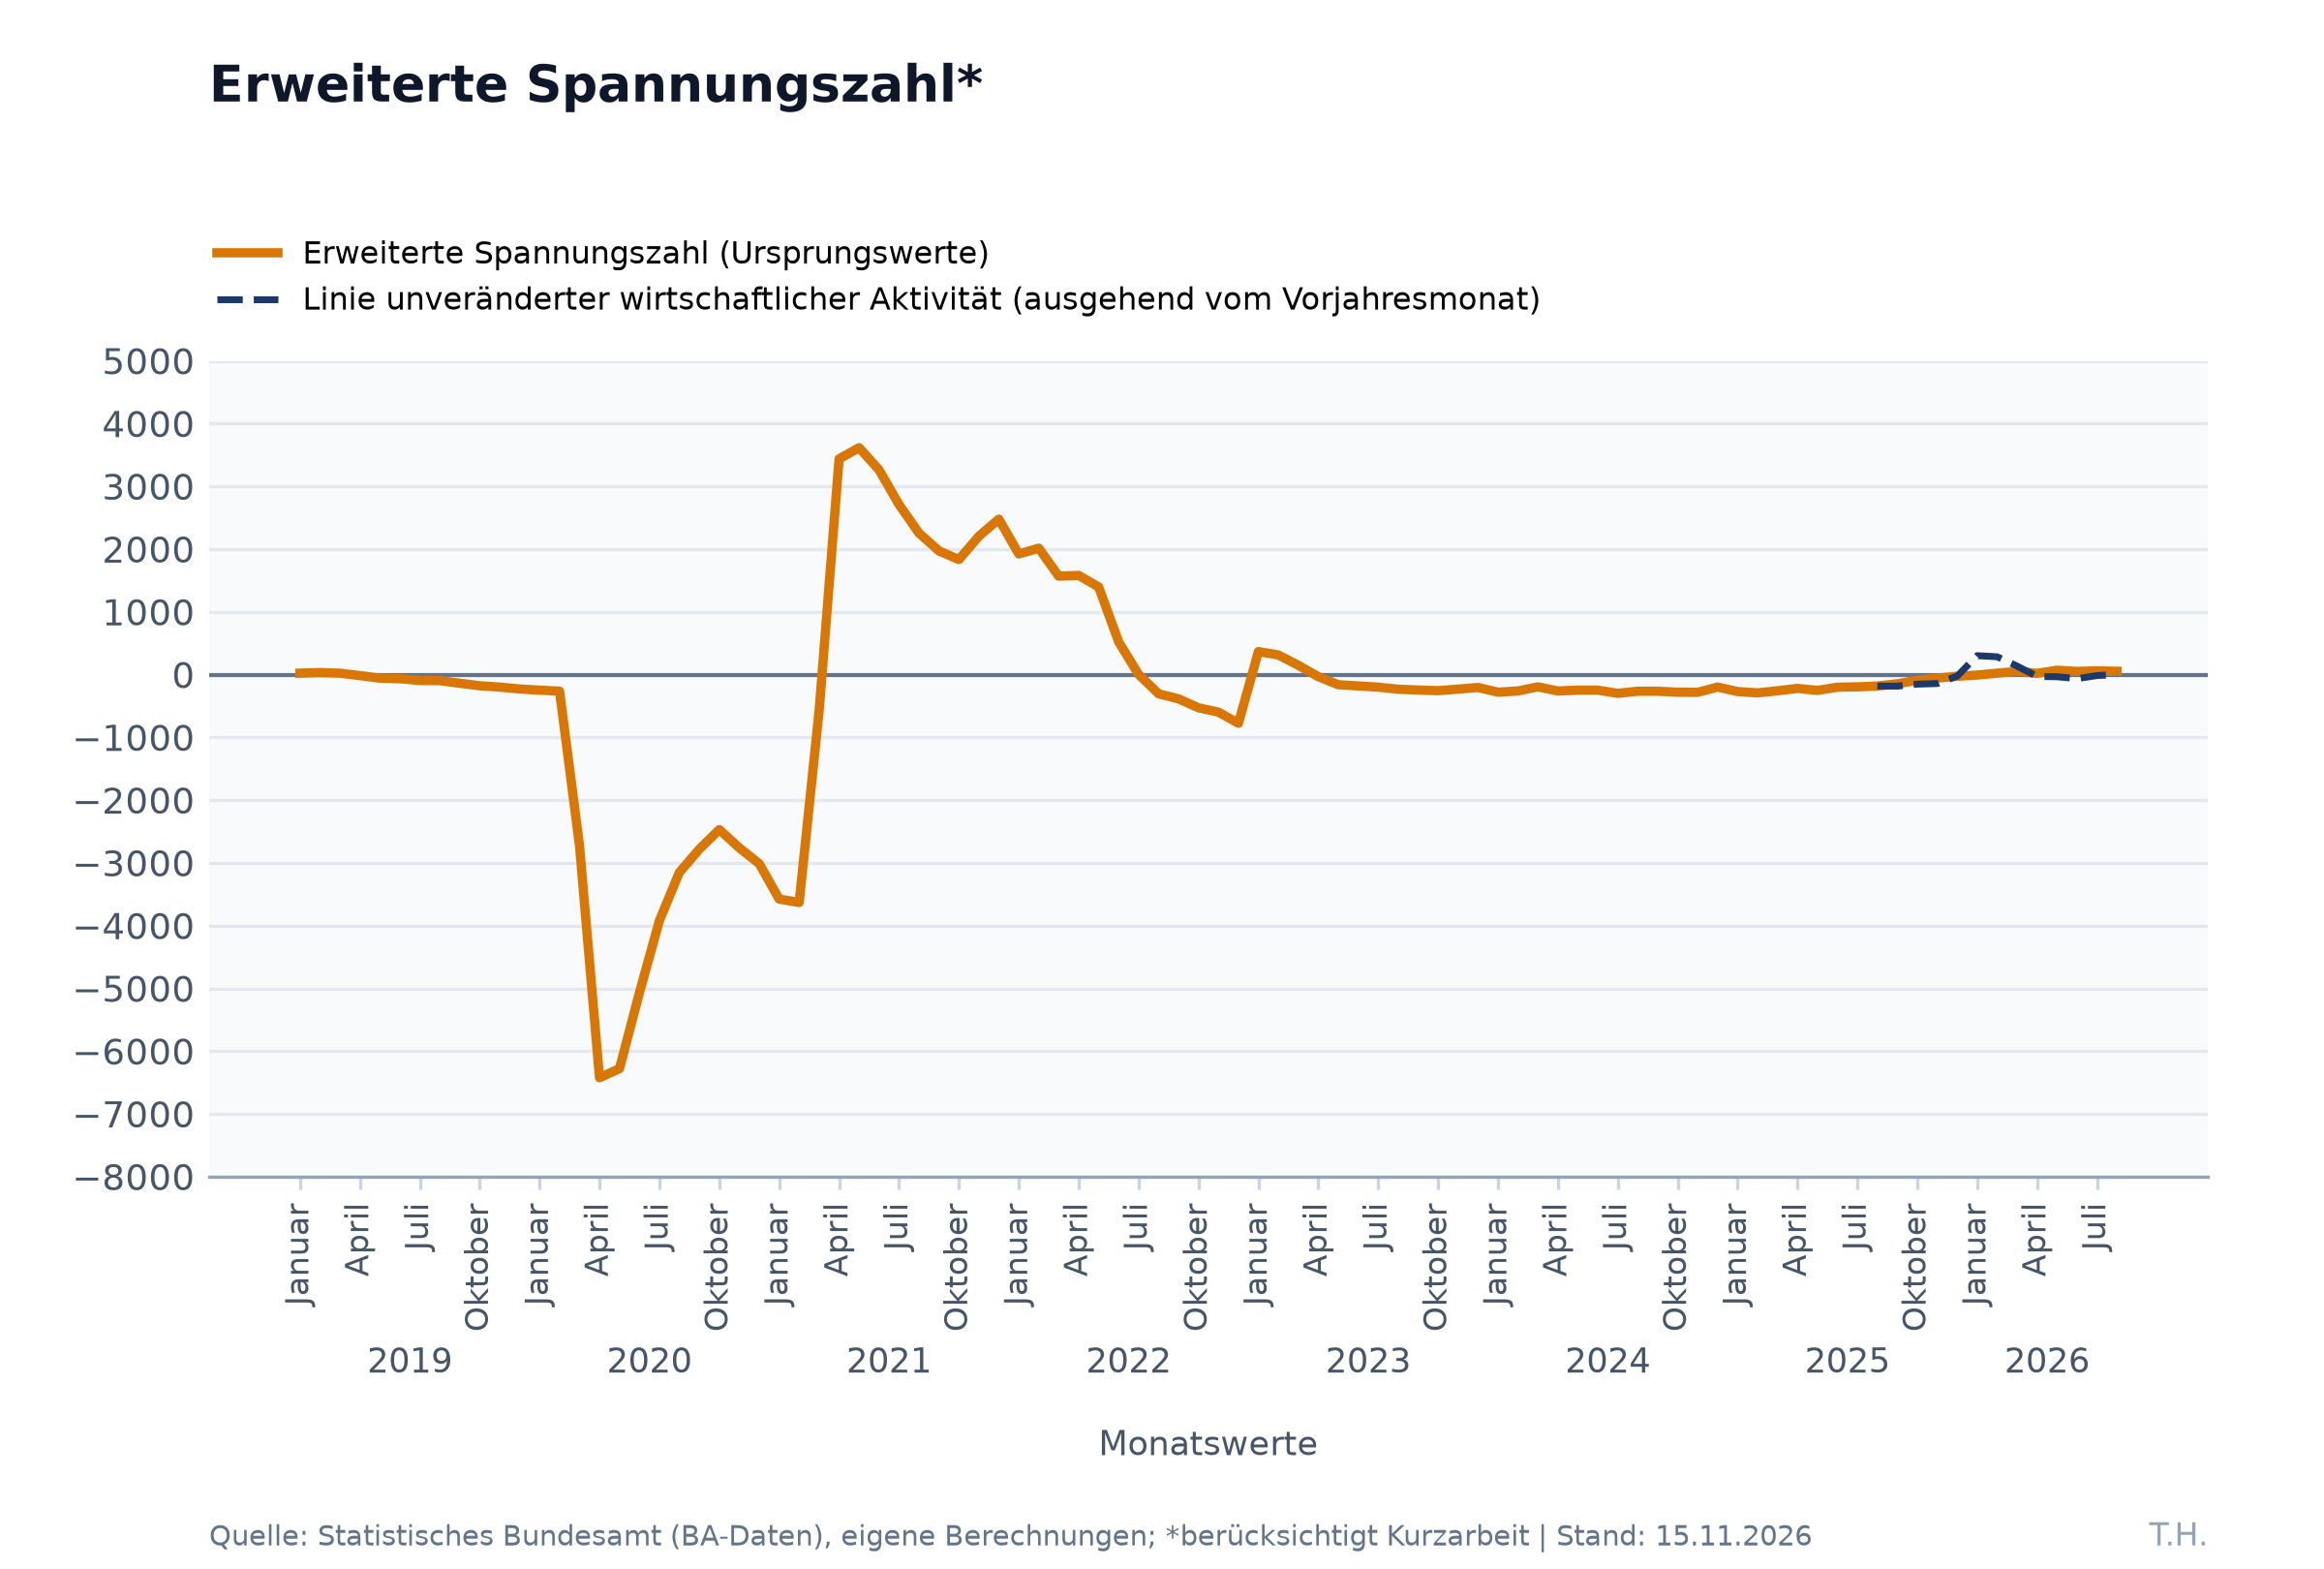 Erweiterte Spannungszahl*
Erweiterte Spannungszahl (Ursprungswerte)
Linie unveränderter wirtschaftlicher Aktivität (ausgehend vom Vorjahresmonat)
5000
4000
3000
2000
1000
0
−1000
−2000
−3000
−4000
−5000
−6000
−7000
−8000
Januar
April
Juli
Oktober
Januar
April
Juli
Oktober
Januar
April
Juli
Oktober
Januar
April
Juli
Oktober
Januar
April
Juli
Oktober
Januar
April
Juli
Oktober
Januar
April
Juli
Oktober
Januar
April
Juli
2019 2020 2021 2022 2023 2024 2025 2026
Monatswerte
Quelle: Statistisches Bundesamt (BA-Daten), eigene Berechnungen; *berücksichtigt Kurzarbeit | Stand: 15.11.2026
T.H.